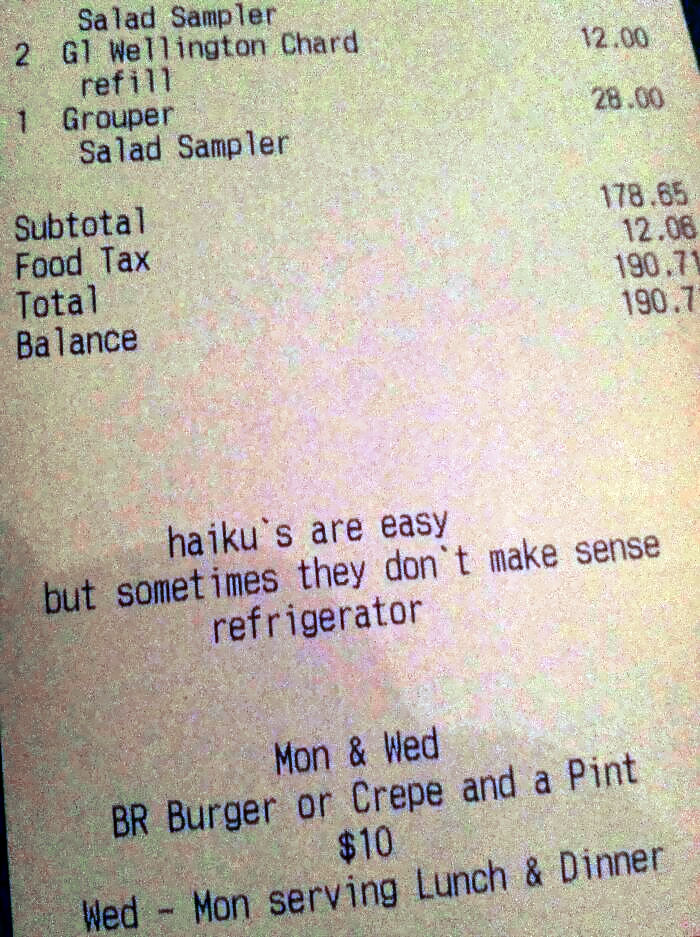 Salad Sampler
2 Gl Wellington Chard 12.00
refill
1 Grouper 28.00
Salad Sampler
Subtotal 178.65
Food Tax 12.06
Total 190.71
Balance 190.7
haiku`s are easy
but sometimes they don`t make sense
refrigerator
Mon & Wed
BR Burger or Crepe and a Pint
$10
Wed - Mon serving Lunch & Dinner